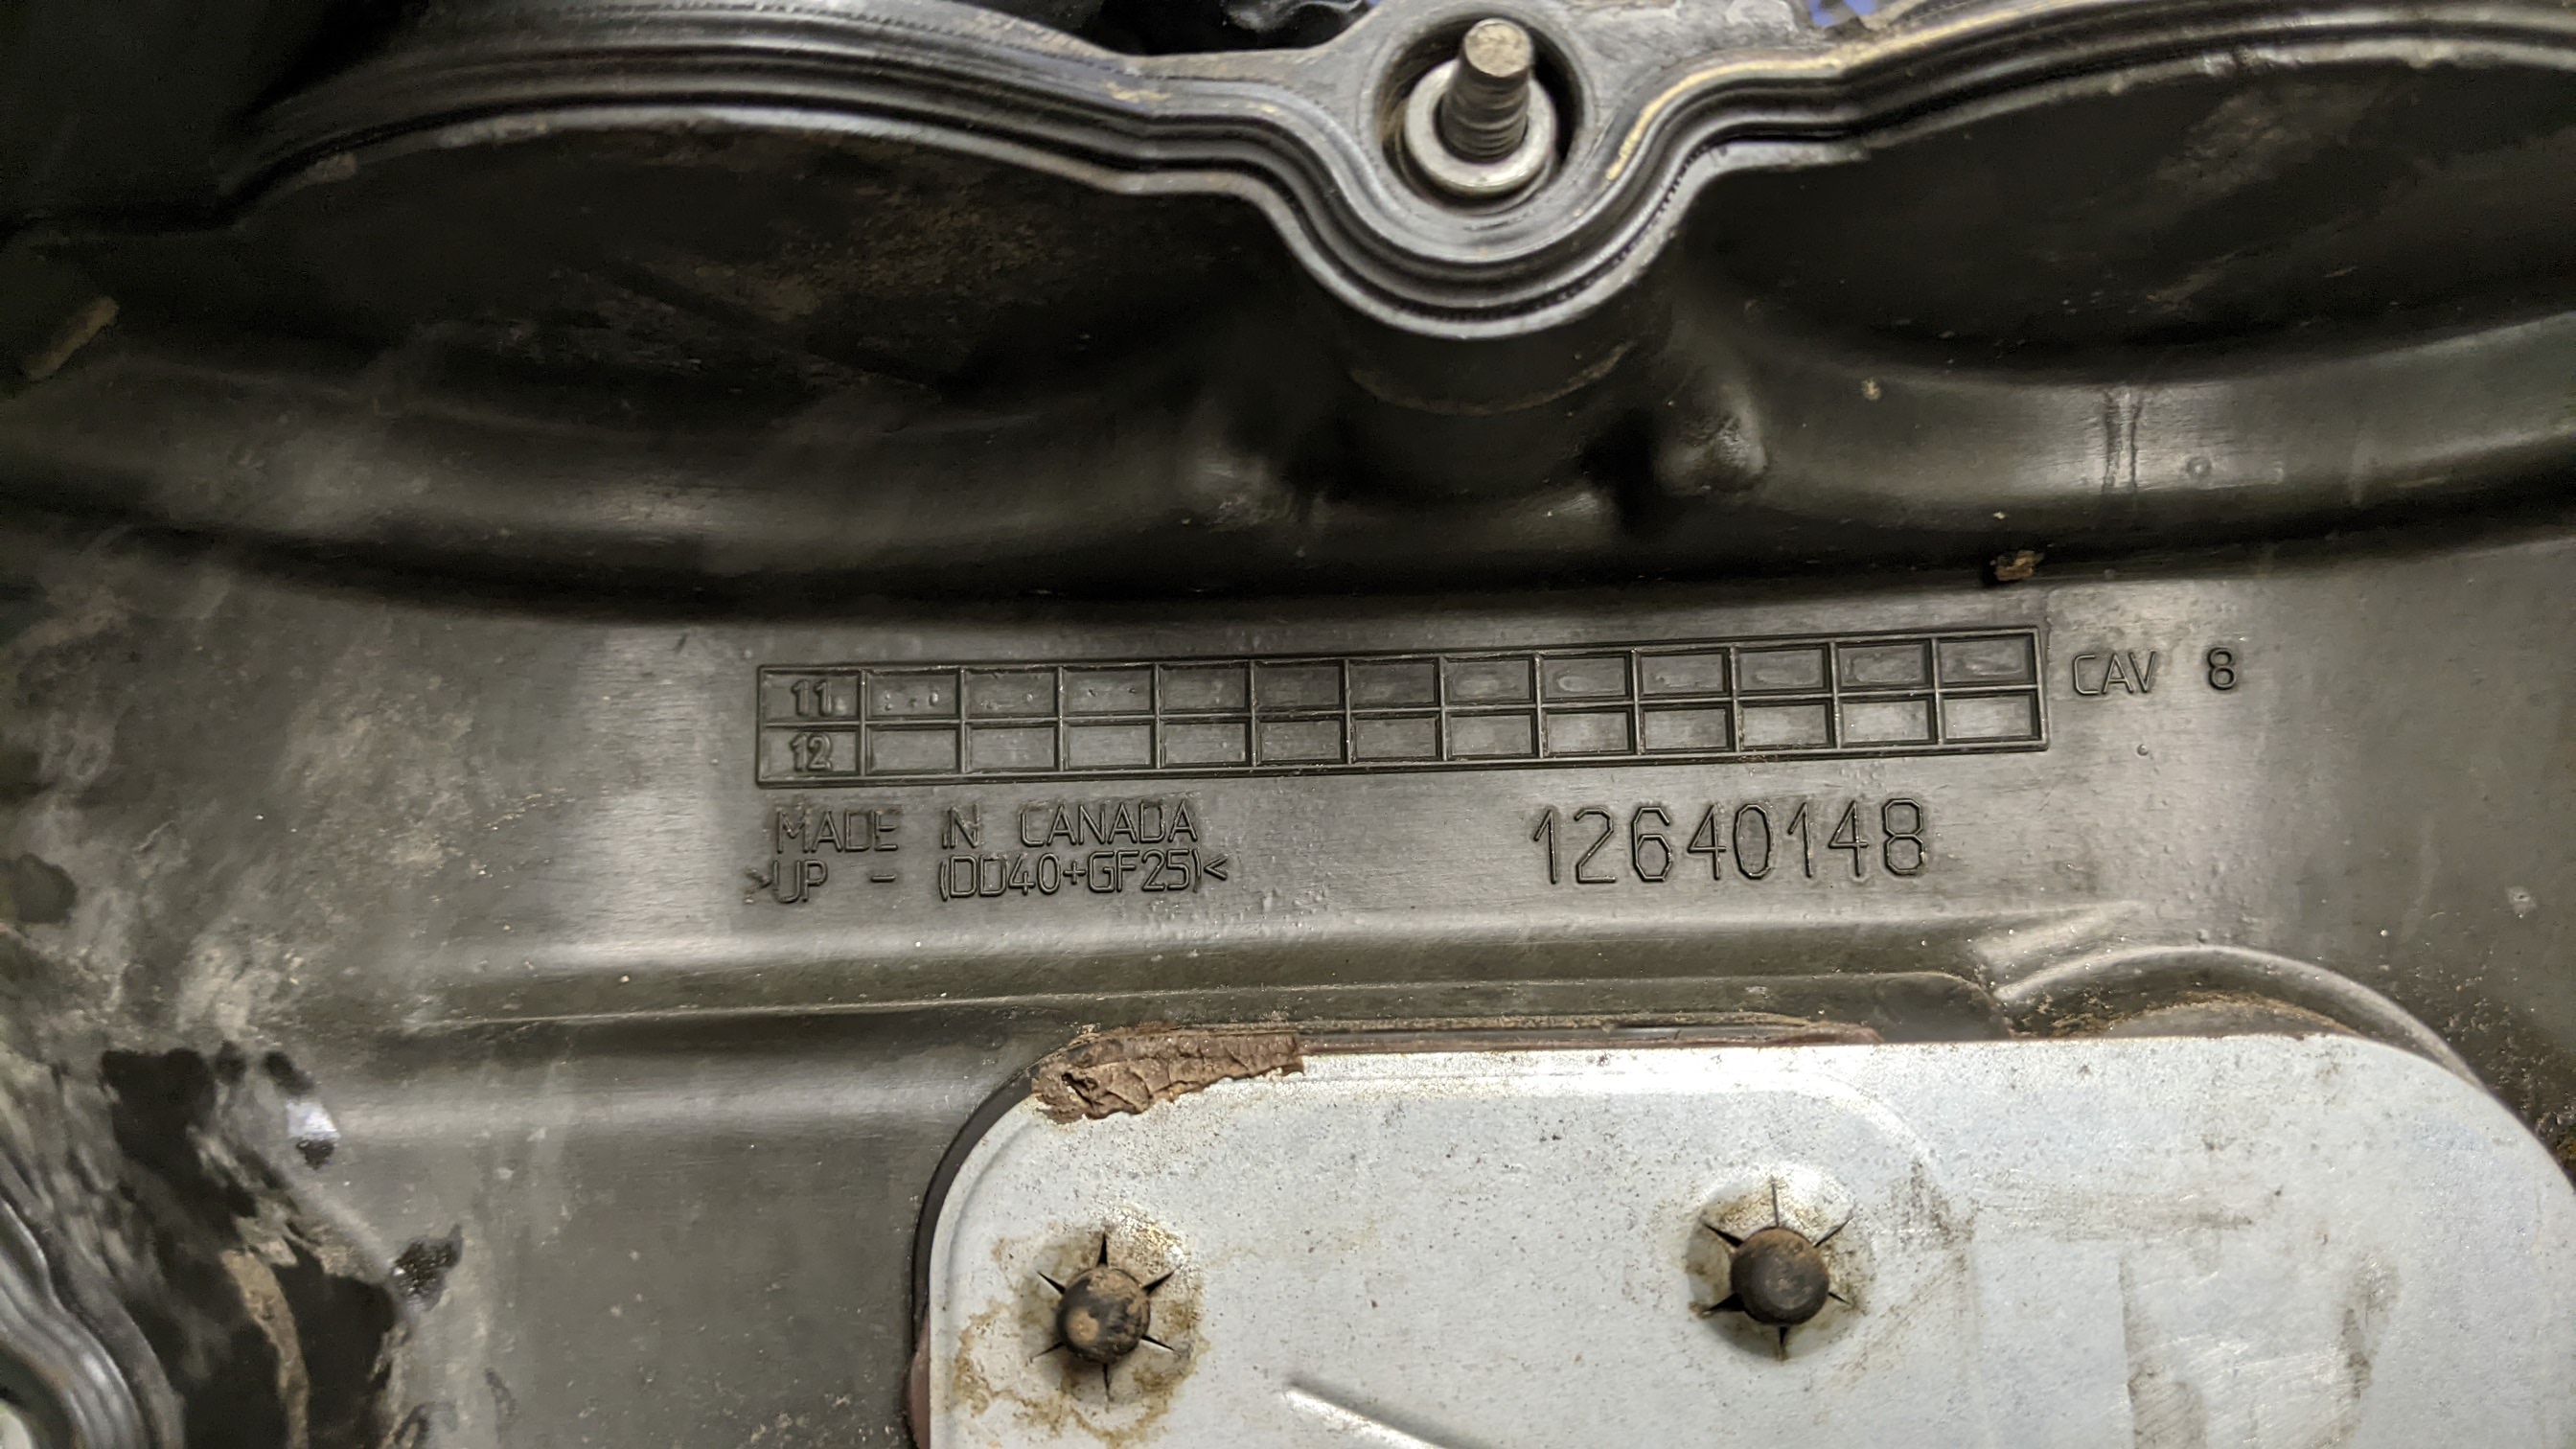 11
12
CAV 8
MADE IN CANADA
>UP - (DD40+GF25)<
12640148